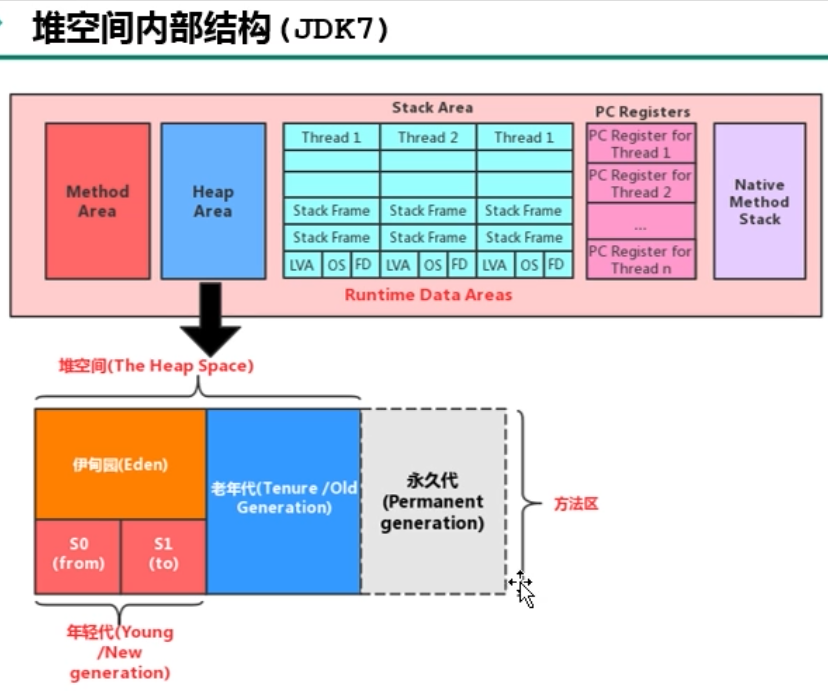 堆空间内部结构(JDK7)
Stack Area
PC Registers
Method
Area
Heap
Area
Thread 1
Thread 2
Thread 1
Stack Frame
Stack Frame
Stack Frame
Stack Frame
Stack Frame
Stack Frame
LVA
OS
FD
LVA
OS
FD
LVA
OS
FD
PC Register for
Thread 1
PC Register for
Thread 2
...
PC Register for
Thread n
Native
Method
Stack
Runtime Data Areas
堆空间(The Heap Space)
伊甸园(Eden)
S0
(from)
S1
(to)
老年代(Tenure /Old
Generation)
永久代
(Permanent
generation)
方法区
年轻代(Young
/New
generation)